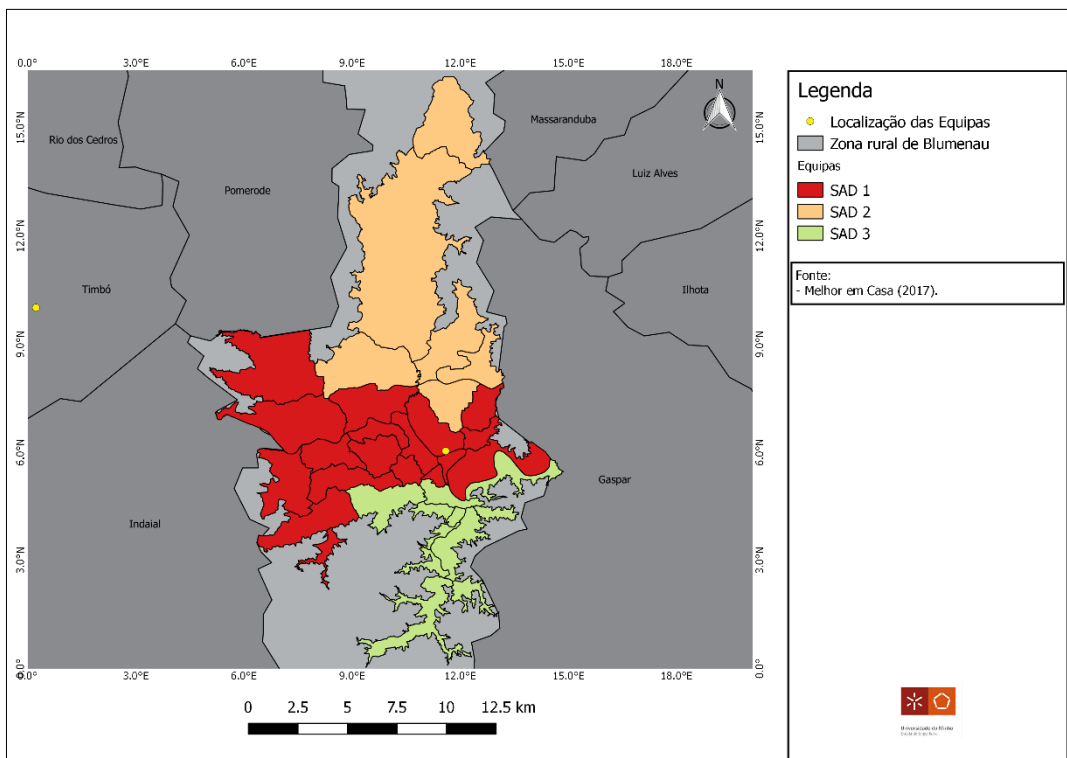 0.0°
3.0°E
6.0°E
9.0°E
12.0°E
15.0°E
18.0°E
N
15.0°N
15.0°N
12.0°N
12.0°N
9.0°N
9.0°N
6.0°N
6.0°N
3.0°N
3.0°N
0.0°
0.0°
Rio dos Cedros
Pomerode
Massaranduba
Luiz Alves
Timbó
Ilhota
Gaspar
Indaial
0.0°E
3.0°E
6.0°E
9.0°E
12.0°E
15.0°E
18.0°E
0
2.5
5
7.5
10
12.5 km
Legenda
Localização das Equipas
Zona rural de Blumenau
Equipas
SAD 1
SAD 2
SAD 3
Fonte:
- Melhor em Casa (2017).
Universidade do Minho